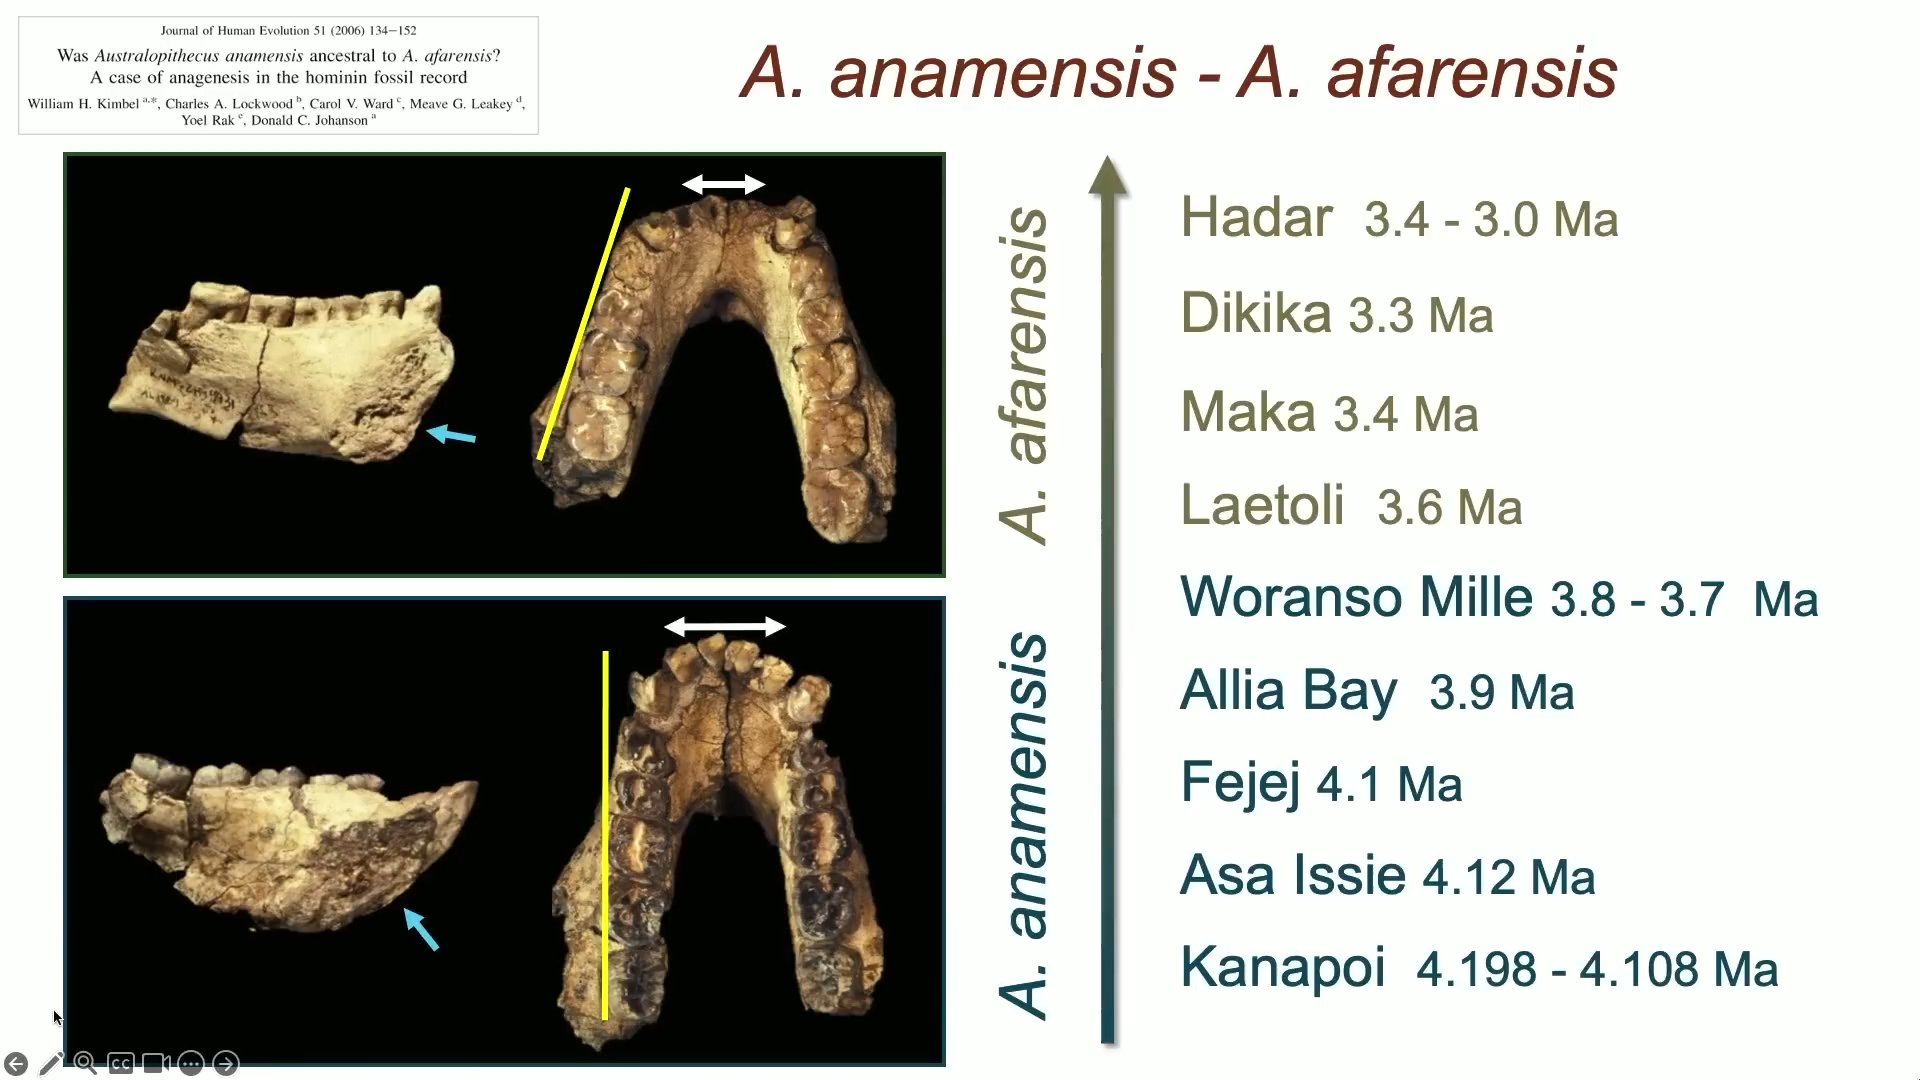 Journal of Human Evolution 51 (2006) 134–152
Was Australopithecus anamensis ancestral to A. afarensis?
A case of anagenesis in the hominin fossil record
William H. Kimbel a,*, Charles A. Lockwood b, Carol V. Ward c, Meave G. Leakey d,
Yoel Rak e, Donald C. Johanson a
A. anamensis - A. afarensis
A. afarensis
Hadar 3.4 - 3.0 Ma
Dikika 3.3 Ma
Maka 3.4 Ma
Laetoli 3.6 Ma
A. anamensis
Woranso Mille 3.8 - 3.7 Ma
Allia Bay 3.9 Ma
Fejej 4.1 Ma
Asa Issie 4.12 Ma
Kanapoi 4.198 - 4.108 Ma
CC